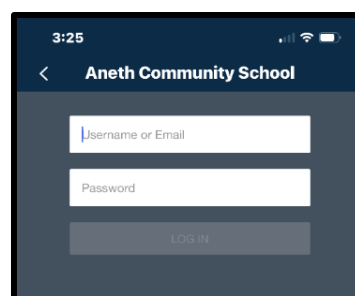 3:25
Aneth Community School
Username or Email
Password
LOG IN